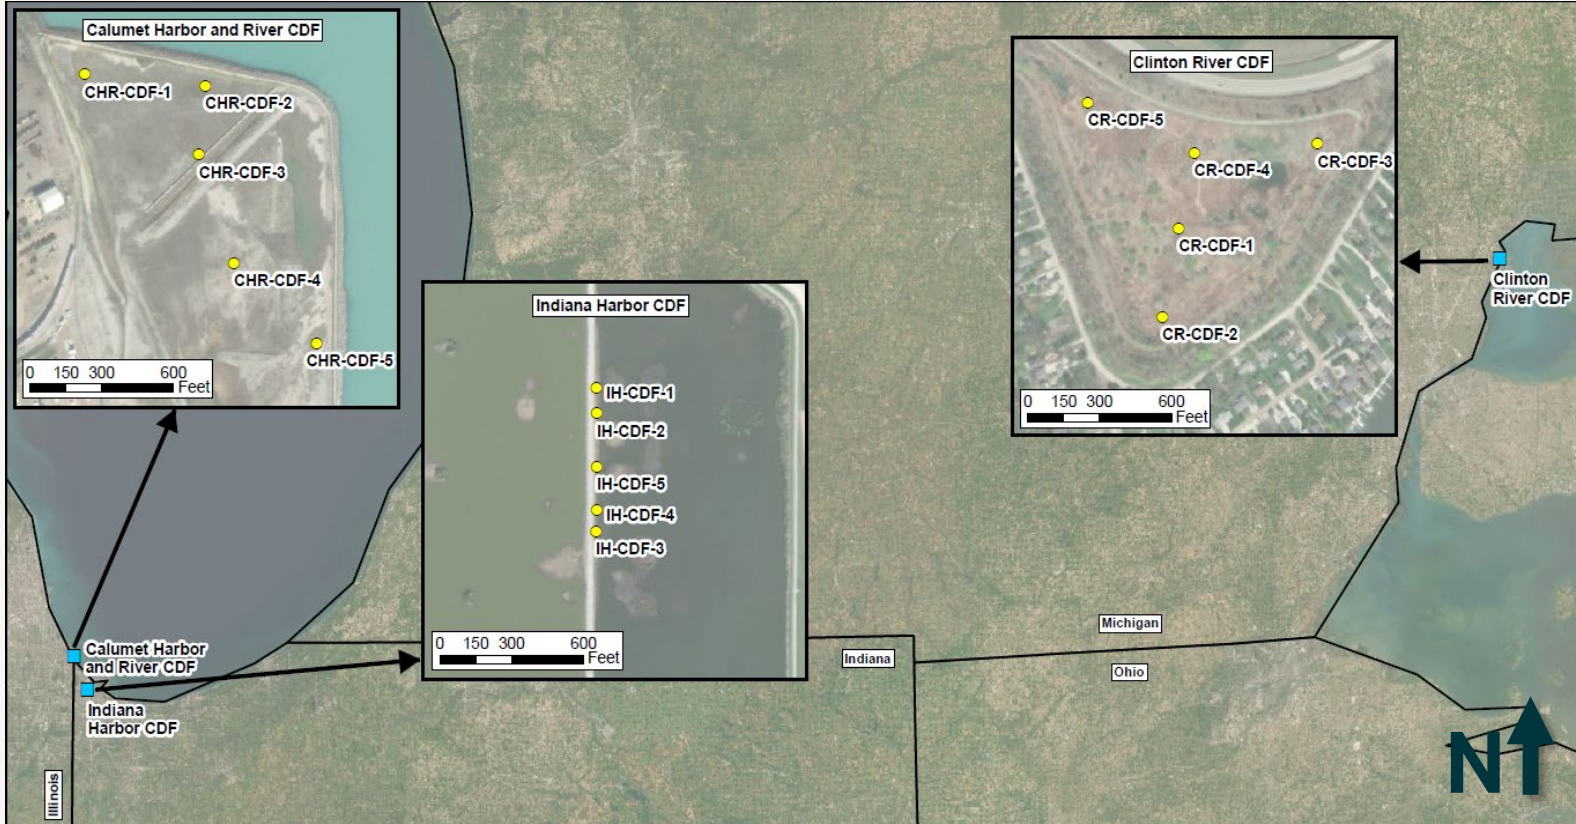 Calumet Harbor and River CDF
CHR-CDF-1
CHR-CDF-2
CHR-CDF-3
CHR-CDF-4
CHR-CDF-5
0 150 300 600
Feet
Indiana Harbor CDF
IH-CDF-1
IH-CDF-2
IH-CDF-5
IH-CDF-4
IH-CDF-3
0 150 300 600
Feet
Clinton River CDF
CR-CDF-5
CR-CDF-3
CR-CDF-4
CR-CDF-1
CR-CDF-2
0 150 300 600
Feet
Clinton
River CDF
Calumet Harbor
and River CDF
Indiana
Harbor CDF
Illinois
Indiana
Michigan
Ohio
N